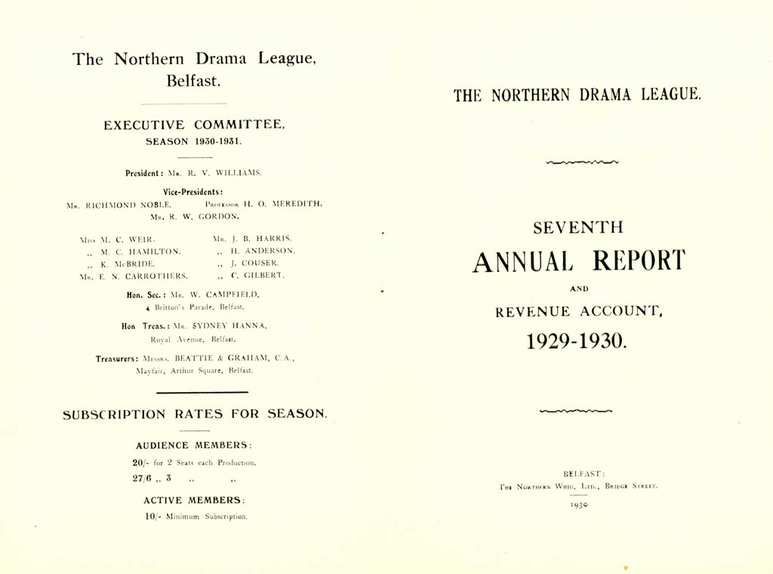 The Northern Drama League,
Belfast.
EXECUTIVE COMMITTEE,
SEASON 1930-1931.
President: Mr. R. V. WILLIAMS.
Vice-Presidents:
Mr. RICHMOND NOBLE. Professor H. O. MEREDITH.
Mr. R. W. GORDON.
Miss M. C. WEIR. Mr. J. B. HARRIS.
„ M. C. HAMILTON. „ H. ANDERSON.
„ K. McBRIDE. „ J. COUSER.
Mr. E. N. CARROTHERS. „ C. GILBERT.
Hon. Sec.: Mr. W. CAMPFIELD,
4 Britton's Parade, Belfast.
Hon Treas.: Mr. SYDNEY HANNA,
Royal Avenue, Belfast.
Treasurers: Messrs. BEATTIE & GRAHAM, C.A.,
Mayfair, Arthur Square, Belfast.
SUBSCRIPTION RATES FOR SEASON.
AUDIENCE MEMBERS:
20/- for 2 Seats each Production.
27/6 „ 3 „ „
ACTIVE MEMBERS:
10/- Minimum Subscription.
THE NORTHERN DRAMA LEAGUE.
SEVENTH
ANNUAL REPORT
AND
REVENUE ACCOUNT,
1929-1930.
BELFAST:
The Northern Whig, Ltd., Bridge Street.
1930